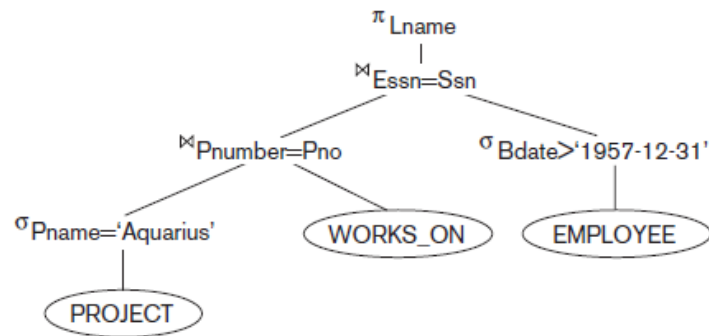 π Lname
⋈ Essn=Ssn
⋈ Pnumber=Pno
σ Bdate>‘1957-12-31’
σ Pname=‘Aquarius’
WORKS_ON
EMPLOYEE
PROJECT